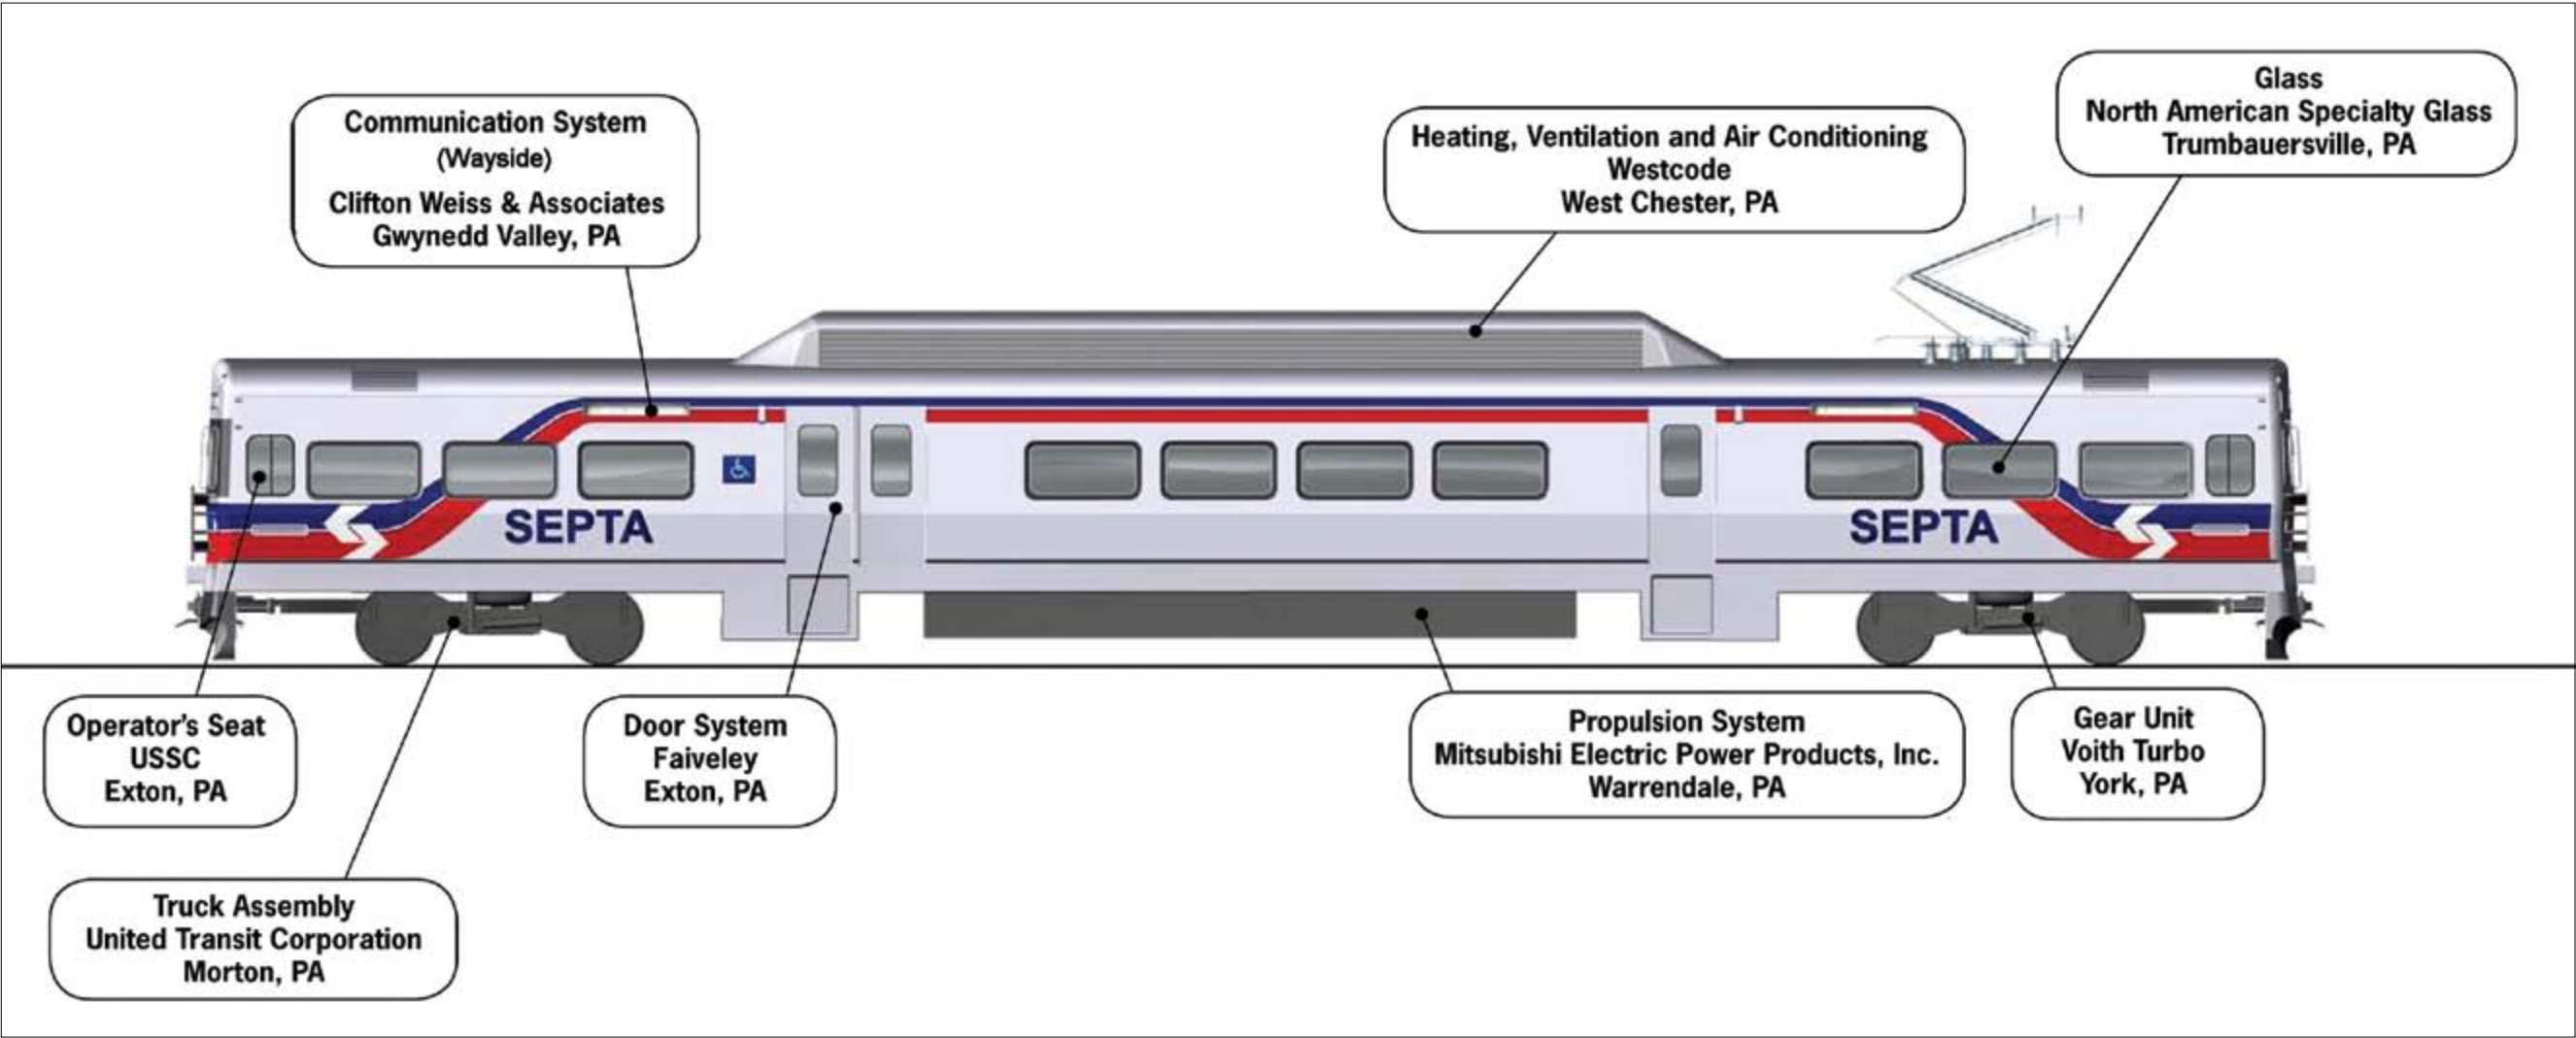 Communication System
(Wayside)
Clifton Weiss & Associates
Gwynedd Valley, PA
Heating, Ventilation and Air Conditioning
Westcode
West Chester, PA
Glass
North American Specialty Glass
Trumbauersville, PA
SEPTA
SEPTA
Operator's Seat
USSC
Exton, PA
Door System
Faiveley
Exton, PA
Propulsion System
Mitsubishi Electric Power Products, Inc.
Warrendale, PA
Gear Unit
Voith Turbo
York, PA
Truck Assembly
United Transit Corporation
Morton, PA